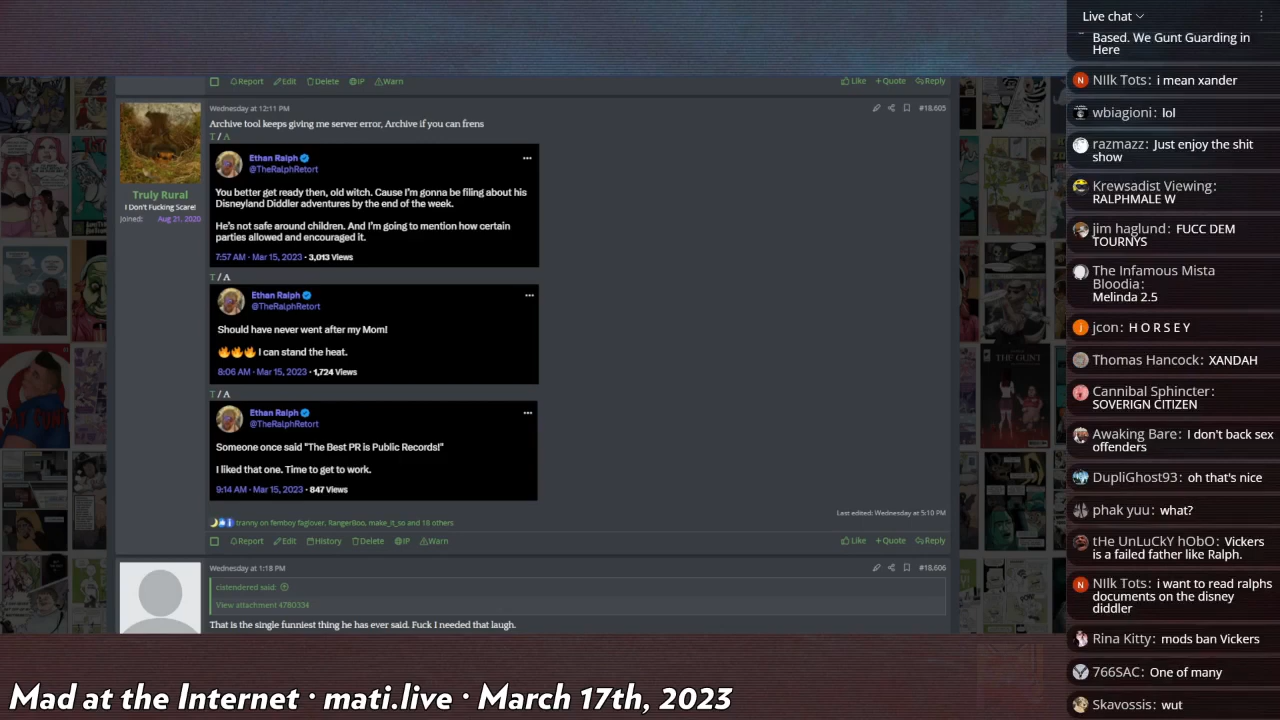 Report Edit Delete IP Warn
Like +Quote Reply
Wednesday at 12:11 PM
#18,605
Archive tool keeps giving me server error, Archive if you can frens
T / A
Truly Rural
I Don't Fucking Scare!
Joined: Aug 21, 2020
Ethan Ralph
@TheRalphRetort
You better get ready then, old witch. Cause I'm gonna be filing about his
Disneyland Diddler adventures by the end of the week.
He's not safe around children. And I'm going to mention how certain
parties allowed and encouraged it.
7:57 AM · Mar 15, 2023 · 3,013 Views
T / A
Ethan Ralph
@TheRalphRetort
Should have never went after my Mom!
🔥🔥🔥 I can stand the heat.
8:06 AM · Mar 15, 2023 · 1,724 Views
T / A
Ethan Ralph
@TheRalphRetort
Someone once said "The Best PR is Public Records!"
I liked that one. Time to get to work.
9:14 AM · Mar 15, 2023 · 847 Views
Last edited: Wednesday at 5:10 PM
tranny on femboy faglover, RangerBoo, make_it_so and 18 others
Report Edit History Delete IP Warn
Like +Quote Reply
Wednesday at 1:18 PM
#18,606
cistendered said:
View attachment 4780334
That is the single funniest thing he has ever said. Fuck I needed that laugh.
FAT FUN
THE GUNT
Mad at the Internet · mati.live · March 17th, 2023
Live chat
Based. We Gunt Guarding in
Here
N
NIlk Tots: i mean xander
wbiagioni: lol
razmazz: Just enjoy the shit
show
Krewsadist Viewing:
RALPHMALE W
jim haglund: FUCC DEM
TOURNYS
The Infamous Mista
Bloodia:
Melinda 2.5
j
jcon: H O R S E Y
Thomas Hancock: XANDAH
Cannibal Sphincter:
SOVERIGN CITIZEN
Awaking Bare: I don't back sex
offenders
DupliGhost93: oh that's nice
phak yuu: what?
tHe UnLuCkY hObO: Vickers
is a failed father like Ralph.
N
NIlk Tots: i want to read ralphs
documents on the disney
diddler
Rina Kitty: mods ban Vickers
766SAC: One of many
Skavossis: wut